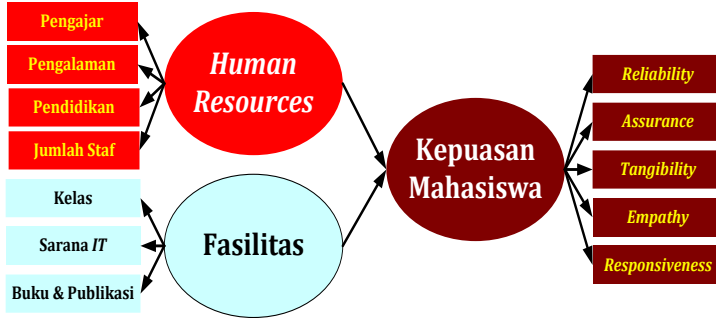 Pengajar
Pengalaman
Pendidikan
Jumlah Staf
Kelas
Sarana IT
Buku & Publikasi
Human
Resources
Fasilitas
Kepuasan
Mahasiswa
Reliability
Assurance
Tangibility
Empathy
Responsiveness